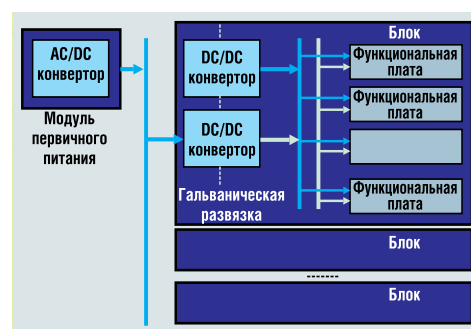 AC/DC
конвертор
Модуль
первичного
питания
Блок
DC/DC
конвертор
DC/DC
конвертор
Гальваническая
развязка
Функциональная
плата
Функциональная
плата
Функциональная
плата
Блок
Блок